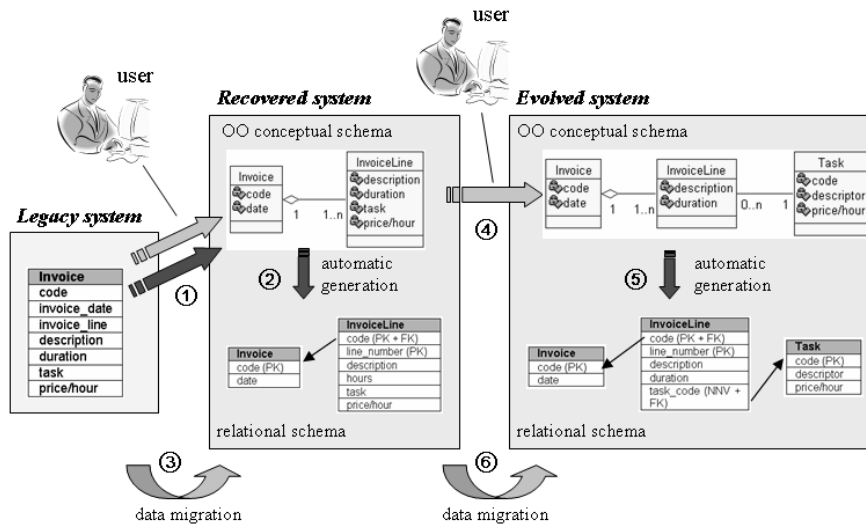 user
user
Recovered system
Evolved system
Legacy system
OO conceptual schema
Invoice
code
date
1
1..n
InvoiceLine
description
duration
task
price/hour
OO conceptual schema
Invoice
code
date
1
1..n
InvoiceLine
description
duration
0..n
1
Task
code
descriptor
price/hour
Invoice
code
invoice_date
invoice_line
description
duration
task
price/hour
①
②
automatic
generation
④
⑤
automatic
generation
Invoice
code (PK)
date
InvoiceLine
code (PK + FK)
line_number (PK)
description
hours
task
price/hour
relational schema
Invoice
code (PK)
date
InvoiceLine
code (PK + FK)
line_number (PK)
description
duration
task_code (NNV +
FK)
Task
code (PK)
descriptor
price/hour
relational schema
③
data migration
⑥
data migration